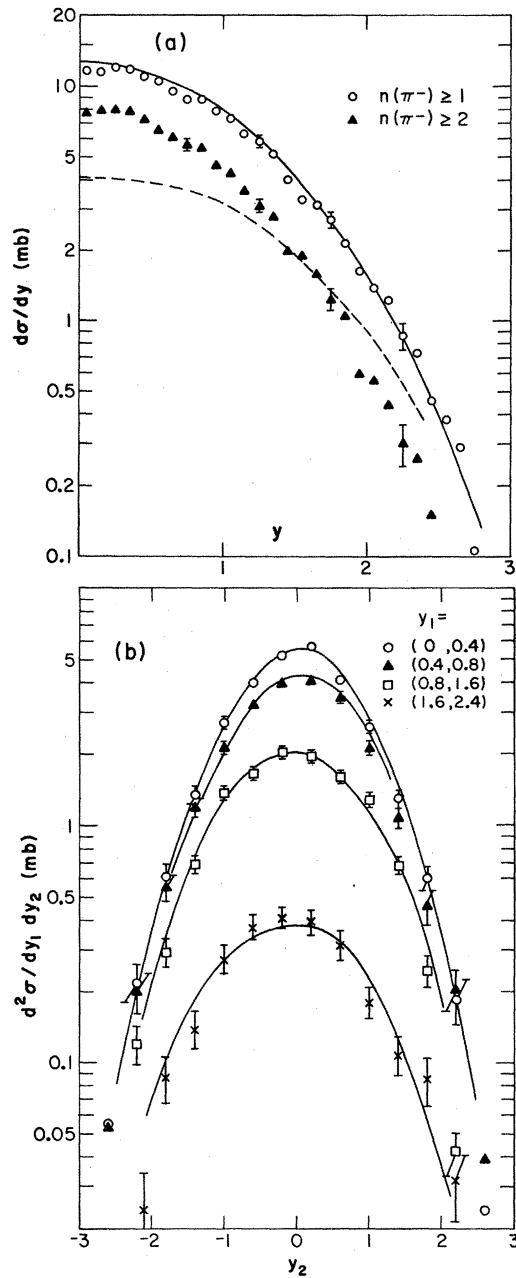 (a)
n(π⁻) ≥ 1
n(π⁻) ≥ 2
dσ/dy (mb)
10
5
2
1
0.5
0.2
0.1
y
1
2
3
(b)
y₁ =
(0, 0.4)
(0.4, 0.8)
(0.8, 1.6)
(1.6, 2.4)
d²σ/dy₁ dy₂ (mb)
5
1
0.5
0.1
0.05
-3
-2
-1
0
1
2
3
y₂